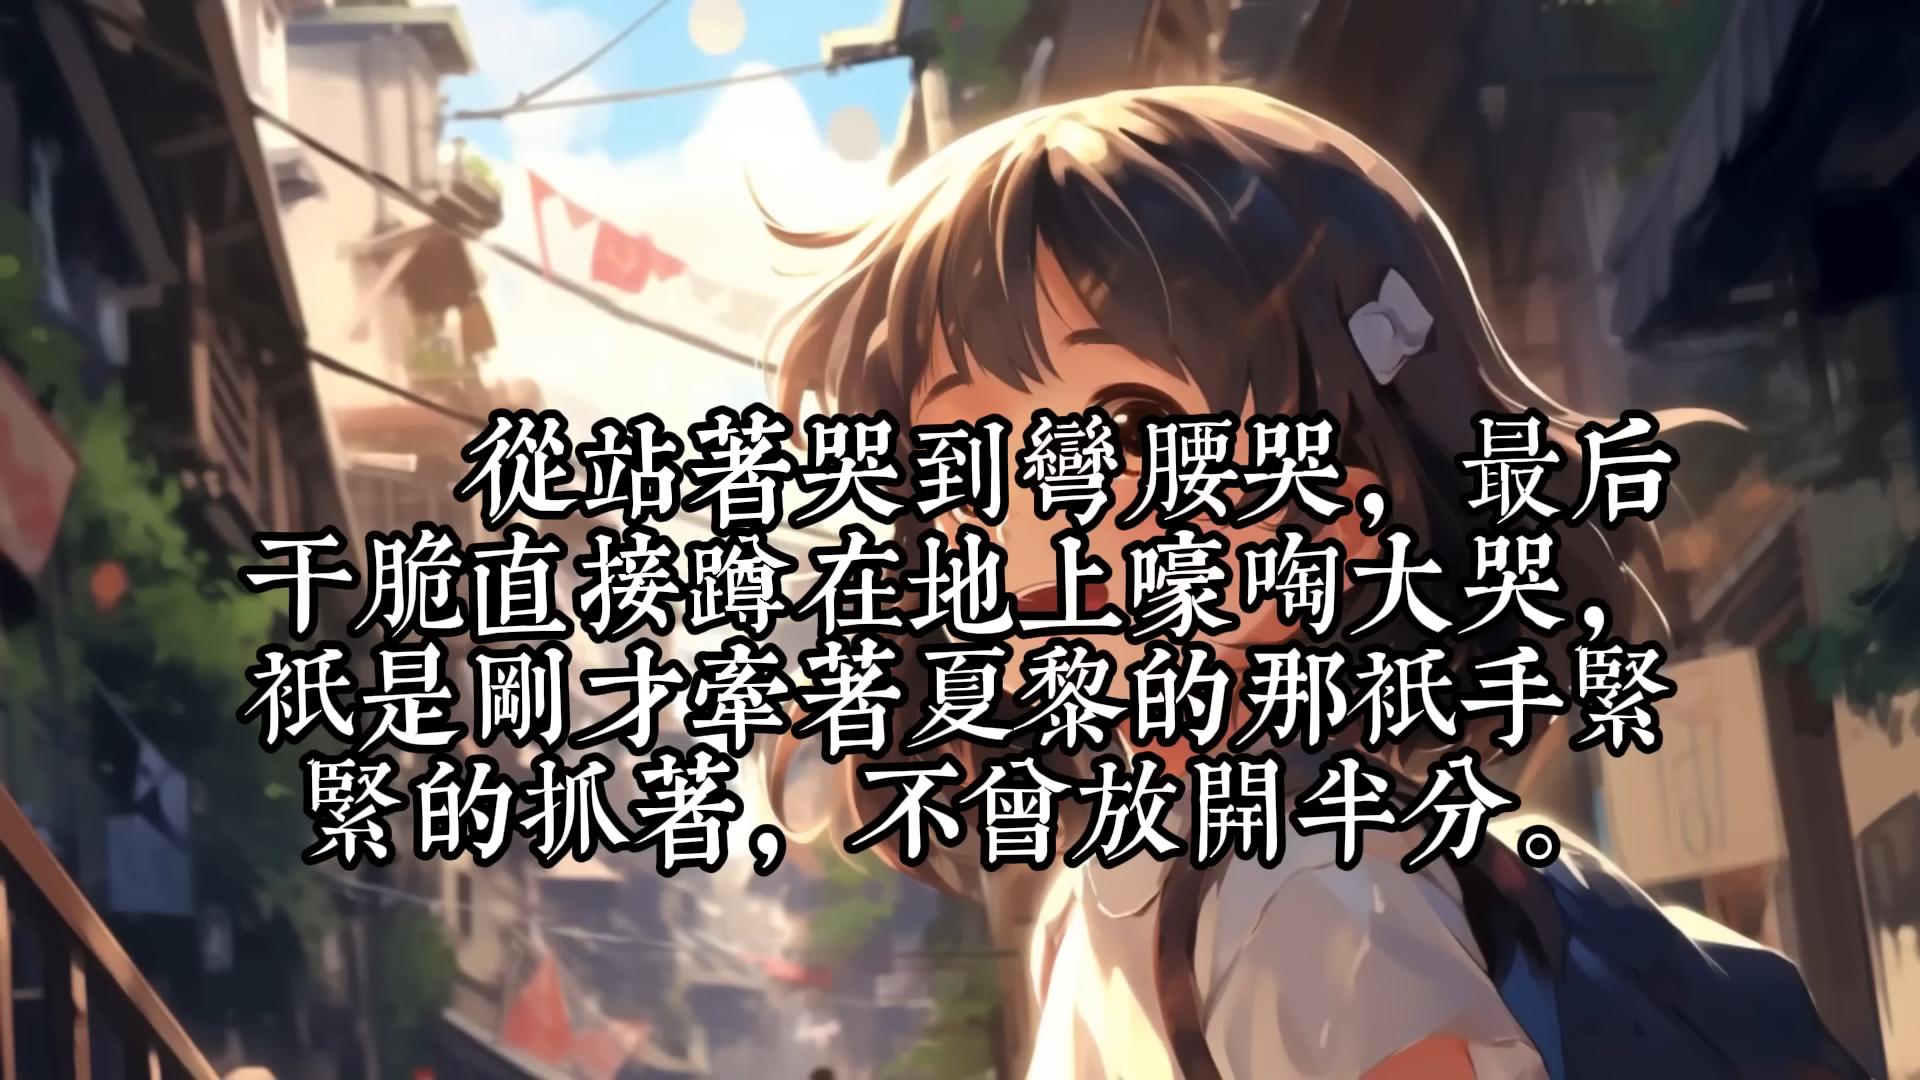 從站著哭到彎腰哭，最后
干脆直接蹲在地上嚎啕大哭，
衹是剛才牽著夏黎的那衹手緊
緊的抓著，不曾放開半分。